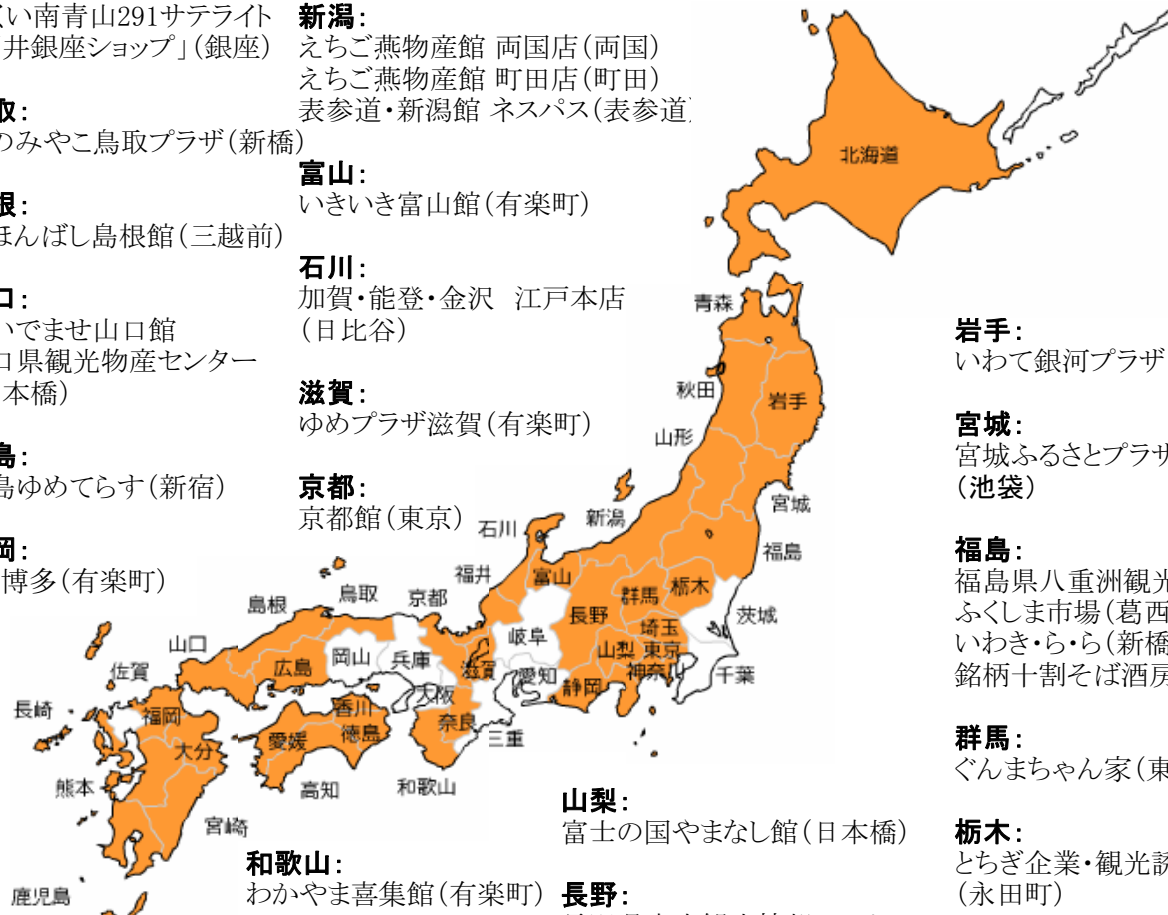 い南青山291サテライト
井銀座ショップ」(銀座)
取：
のみやこ鳥取プラザ(新橋)
根：
ほんばし島根館(三越前)
口：
いでませ山口館
口県観光物産センター
本橋)
島：
島ゆめてらす(新宿)
岡：
博多(有楽町)
新潟：
えちご燕物産館 両国店(両国)
えちご燕物産館 町田店(町田)
表参道・新潟館 ネスパス(表参道)
富山：
いきいき富山館(有楽町)
石川：
加賀・能登・金沢　江戸本店
(日比谷)
滋賀：
ゆめプラザ滋賀(有楽町)
京都：
京都館(東京)
北海道
青森
秋田
岩手
山形
宮城
新潟
福島
石川
富山
福井
群馬
栃木
長野
茨城
埼玉
山梨
東京
神奈川
千葉
岐阜
静岡
愛知
滋賀
京都
鳥取
島根
兵庫
岡山
広島
山口
大阪
奈良
三重
和歌山
香川
徳島
愛媛
高知
佐賀
福岡
長崎
大分
熊本
宮崎
鹿児島
岩手：
いわて銀河プラザ
宮城：
宮城ふるさとプラザ
(池袋)
福島：
福島県八重洲観光
ふくしま市場(葛西
いわき・ら・ら(新橋
銘柄十割そば酒房
群馬：
ぐんまちゃん家(東
栃木：
とちぎ企業・観光誘
(永田町)
山梨：
富士の国やまなし館(日本橋)
和歌山：
わかやま喜集館(有楽町)
長野：